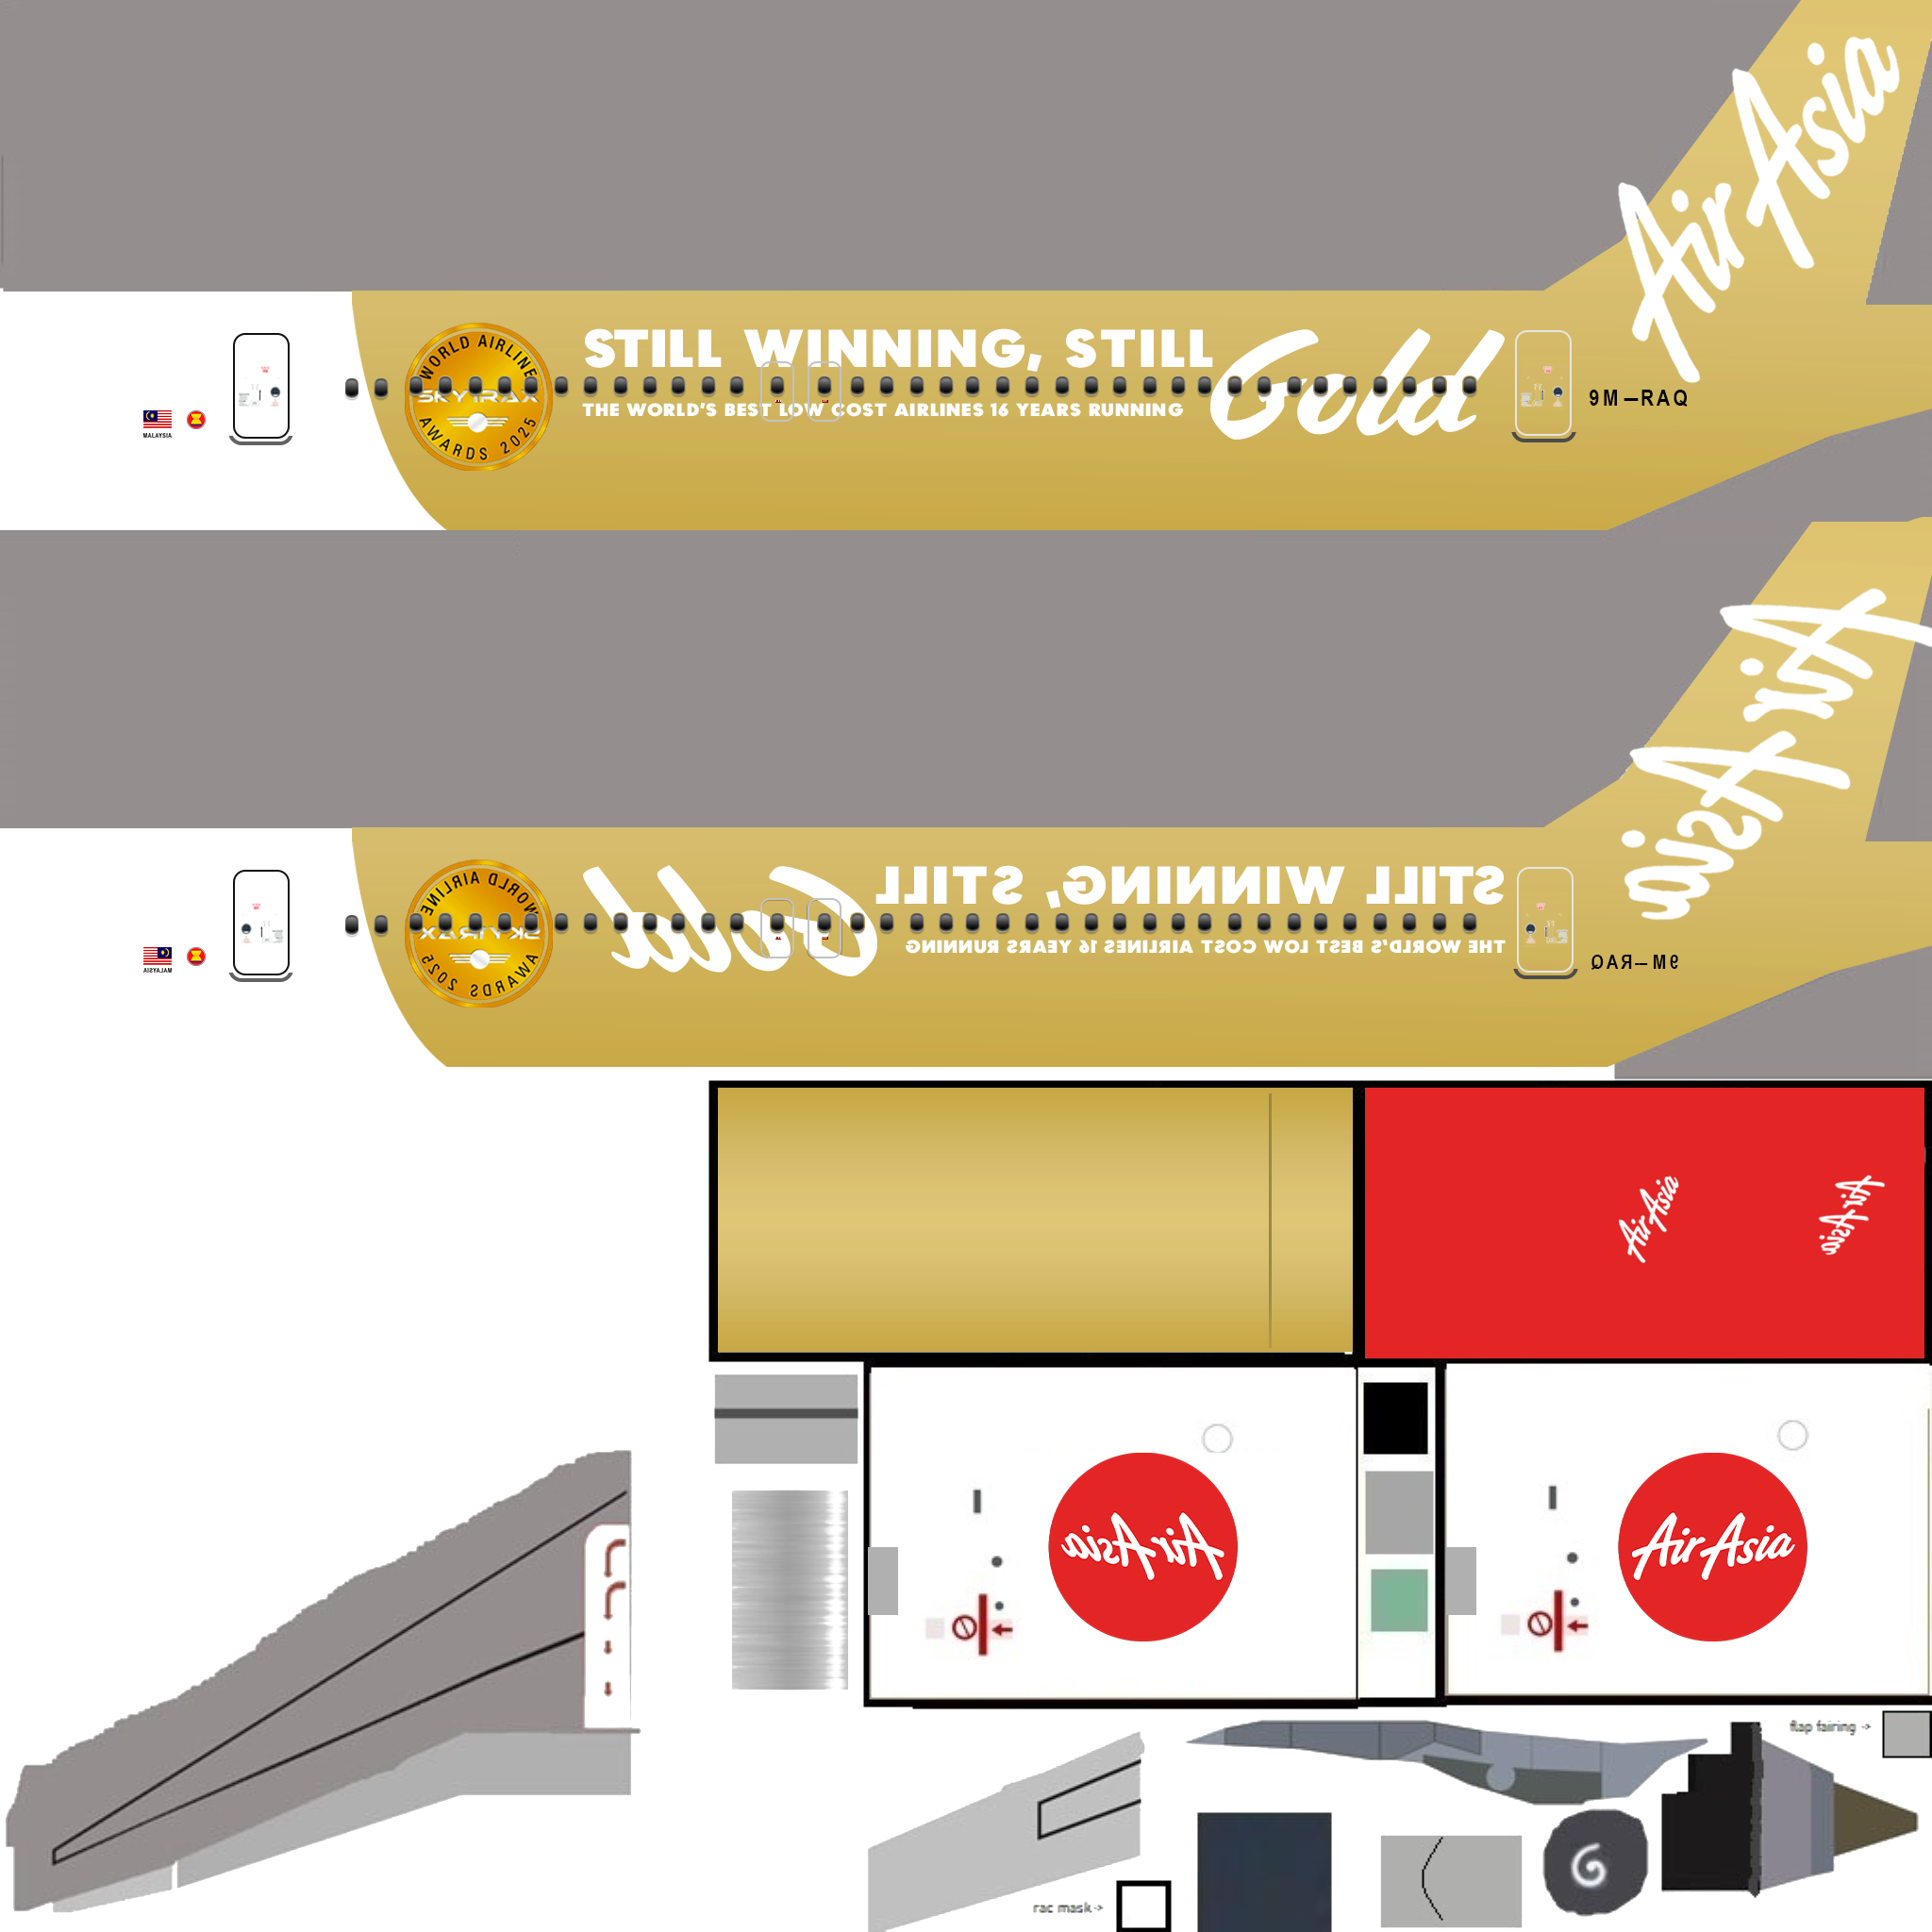 AirAsia
WORLD AIRLINE
SKYTRAX
AWARDS 2025
STILL WINNING, STILL Gold
THE WORLD'S BEST LOW COST AIRLINES 16 YEARS RUNNING
9M—RAQ
MALAYSIA
AirAsia
WORLD AIRLINE
SKYTRAX
AWARDS 2025
STILL WINNING, STILL Gold
THE WORLD'S BEST LOW COST AIRLINES 16 YEARS RUNNING
9M—RAQ
MALAYSIA
AirAsia
AirAsia
AirAsia
AirAsia
flap fairing ->
rac mask ->